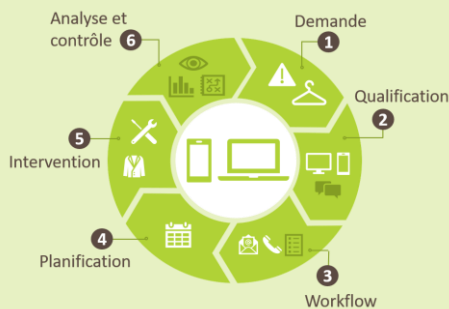 Demande
1
Qualification
2
3
Workflow
4
Planification
5
Intervention
Analyse et
contrôle 6